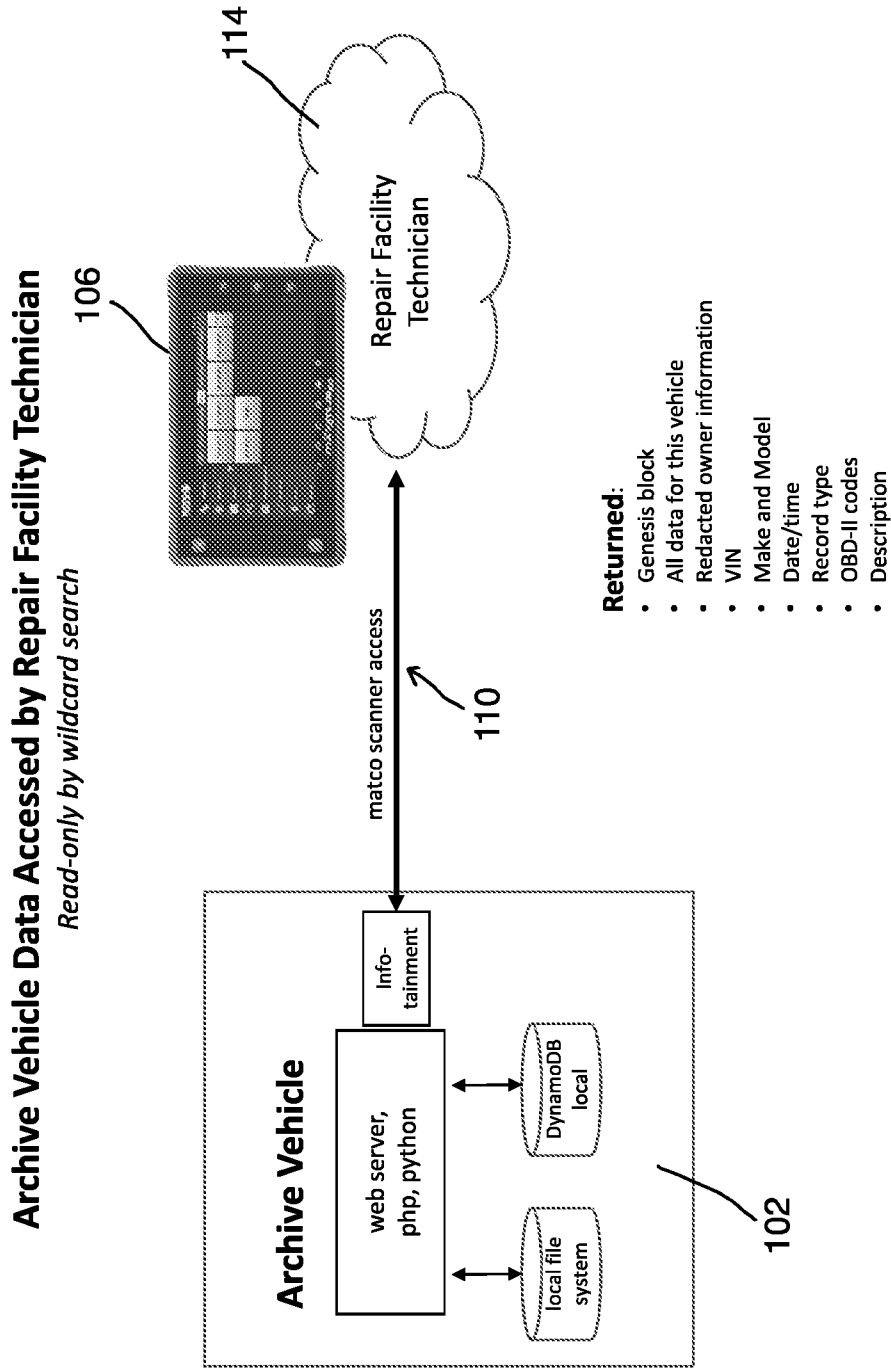 Archive Vehicle Data Accessed by Repair Facility Technician
Read-only by wildcard search
106
114
Repair Facility
Technician
matco scanner access
110
Archive Vehicle
web server,
php, python
Info-
tainment
local file
system
DynamoDB
local
102
Returned:
• Genesis block
• All data for this vehicle
• Redacted owner information
• VIN
• Make and Model
• Date/time
• Record type
• OBD-II codes
• Description